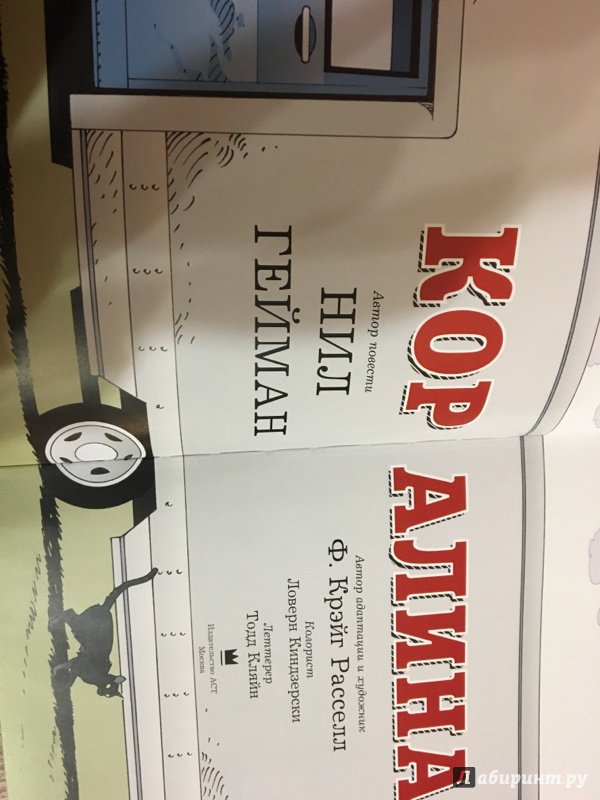 КОРАЛИНА
Автор повести
НИЛ
ГЕЙМАН
Автор адаптации и художник
Ф. Крэйг Расселл
Колорист
Ловерн Киндзерски
Леттерер
Тодд Кляйн
Издательство АСТ
Москва
Лабиринт.ру